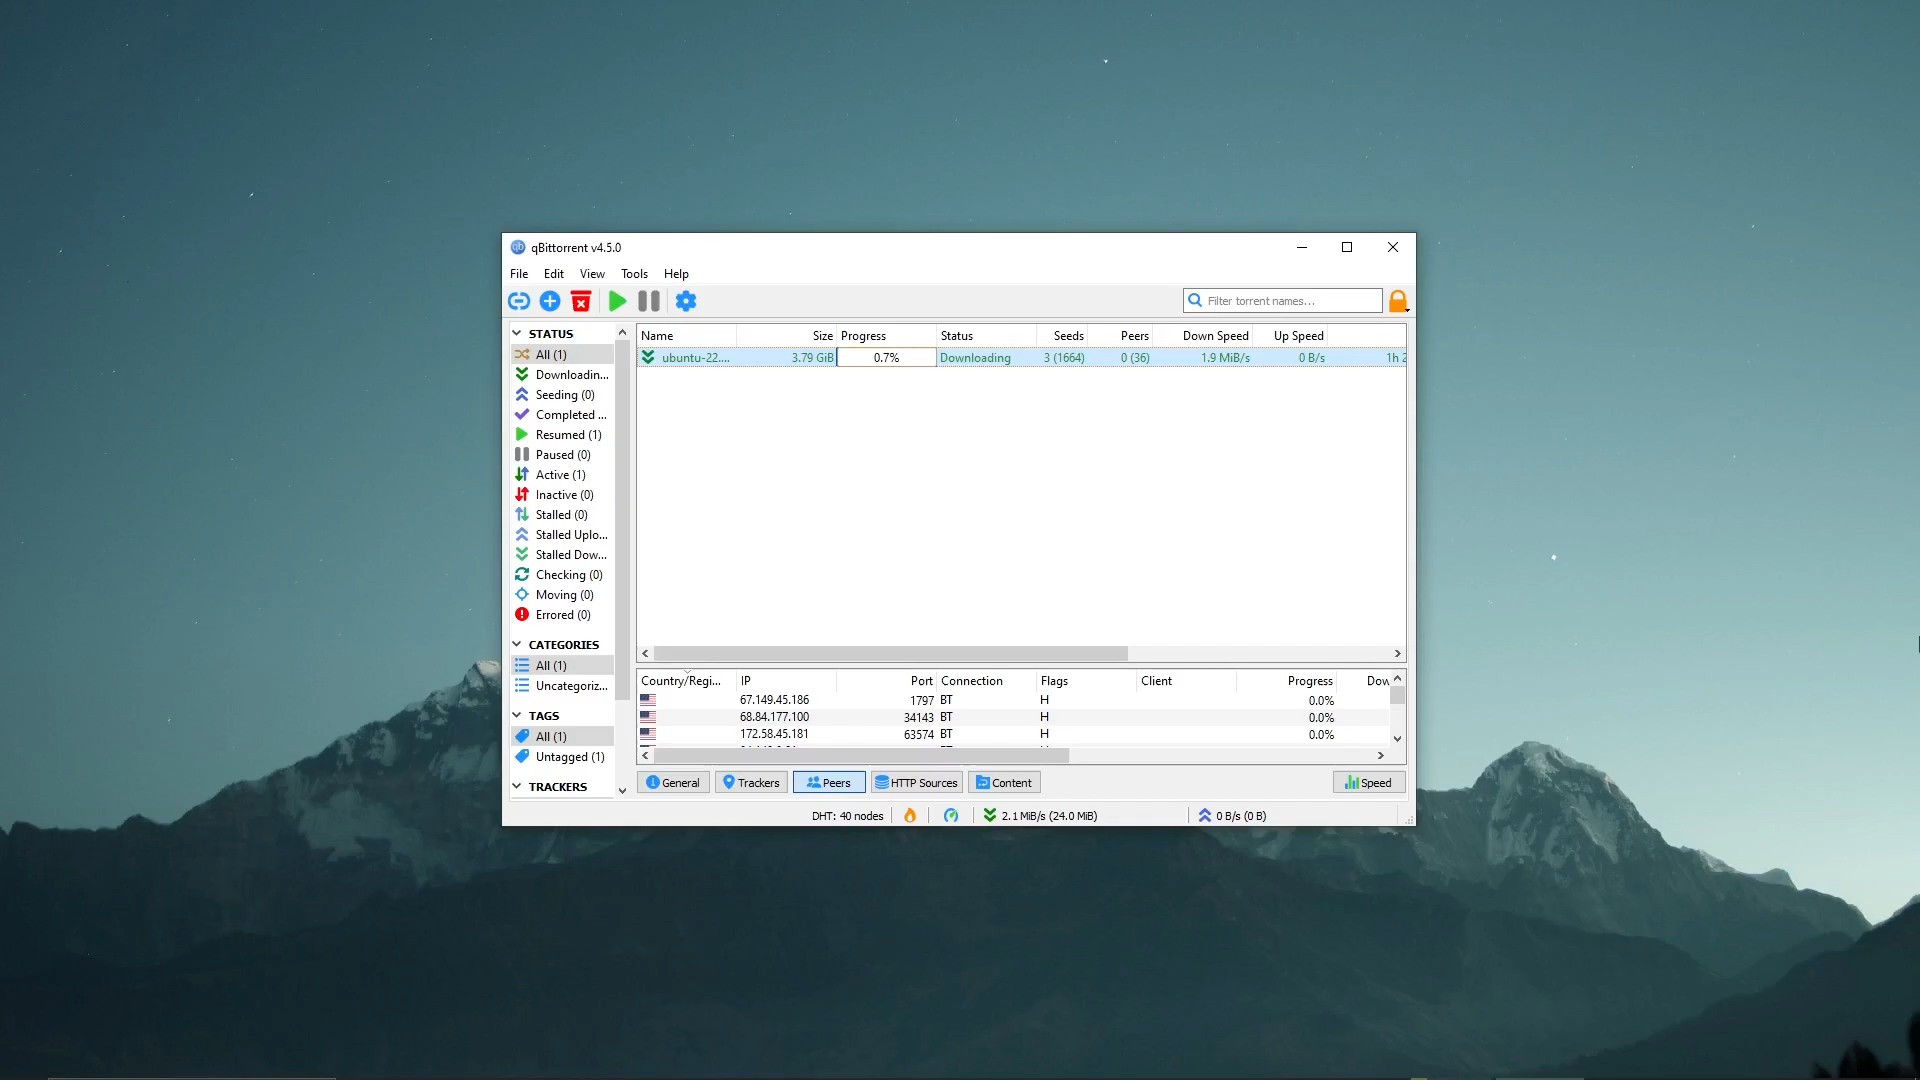 qBittorrent v4.5.0
File Edit View Tools Help
Filter torrent names...
STATUS
All (1)
Downloadin...
Seeding (0)
Completed ...
Resumed (1)
Paused (0)
Active (1)
Inactive (0)
Stalled (0)
Stalled Uplo...
Stalled Dow...
Checking (0)
Moving (0)
Errored (0)
CATEGORIES
All (1)
Uncategoriz...
TAGS
All (1)
Untagged (1)
TRACKERS
Name Size Progress Status Seeds Peers Down Speed Up Speed
ubuntu-22.... 3.79 GiB 0.7% Downloading 3 (1664) 0 (36) 1.9 MiB/s 0 B/s 1h 2
Country/Regi... IP Port Connection Flags Client Progress Dow
67.149.45.186 1797 BT H 0.0%
68.84.177.100 34143 BT H 0.0%
172.58.45.181 63574 BT H 0.0%
General Trackers Peers HTTP Sources Content Speed
DHT: 40 nodes 2.1 MiB/s (24.0 MiB) 0 B/s (0 B)